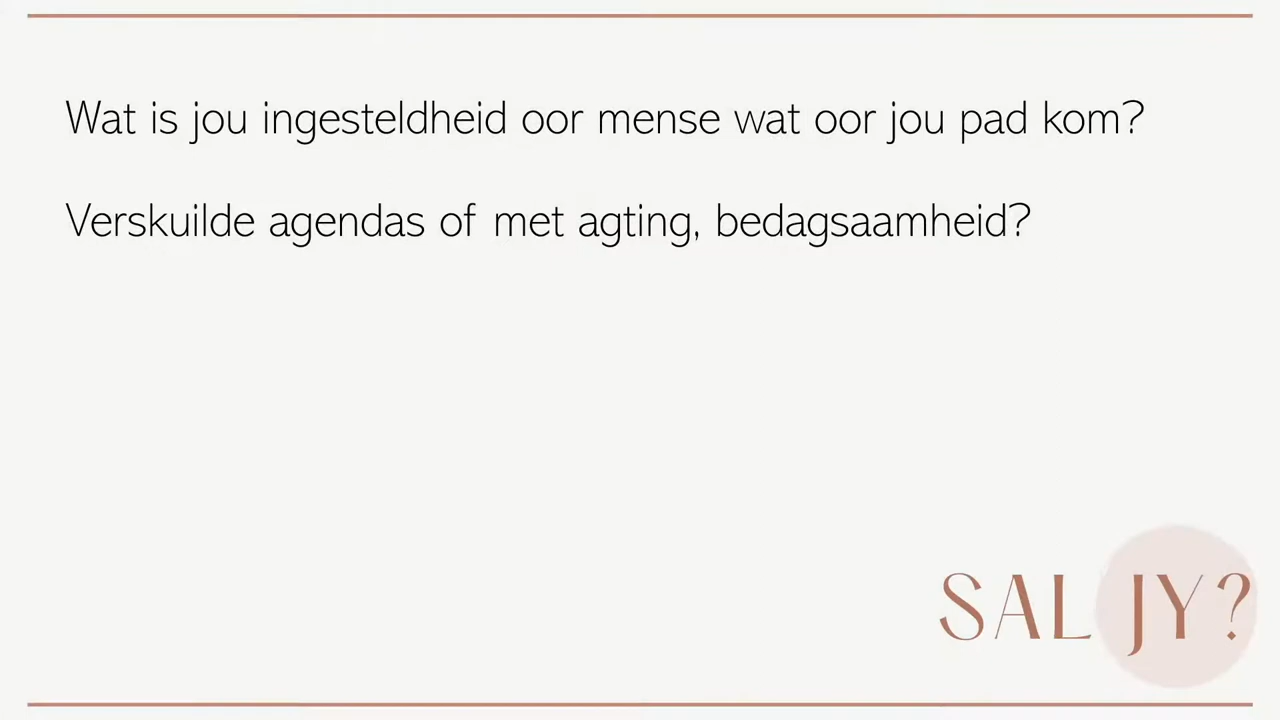 Wat is jou ingesteldheid oor mense wat oor jou pad kom?
Verskuilde agendas of met agting, bedagsaamheid?
SAL JY?